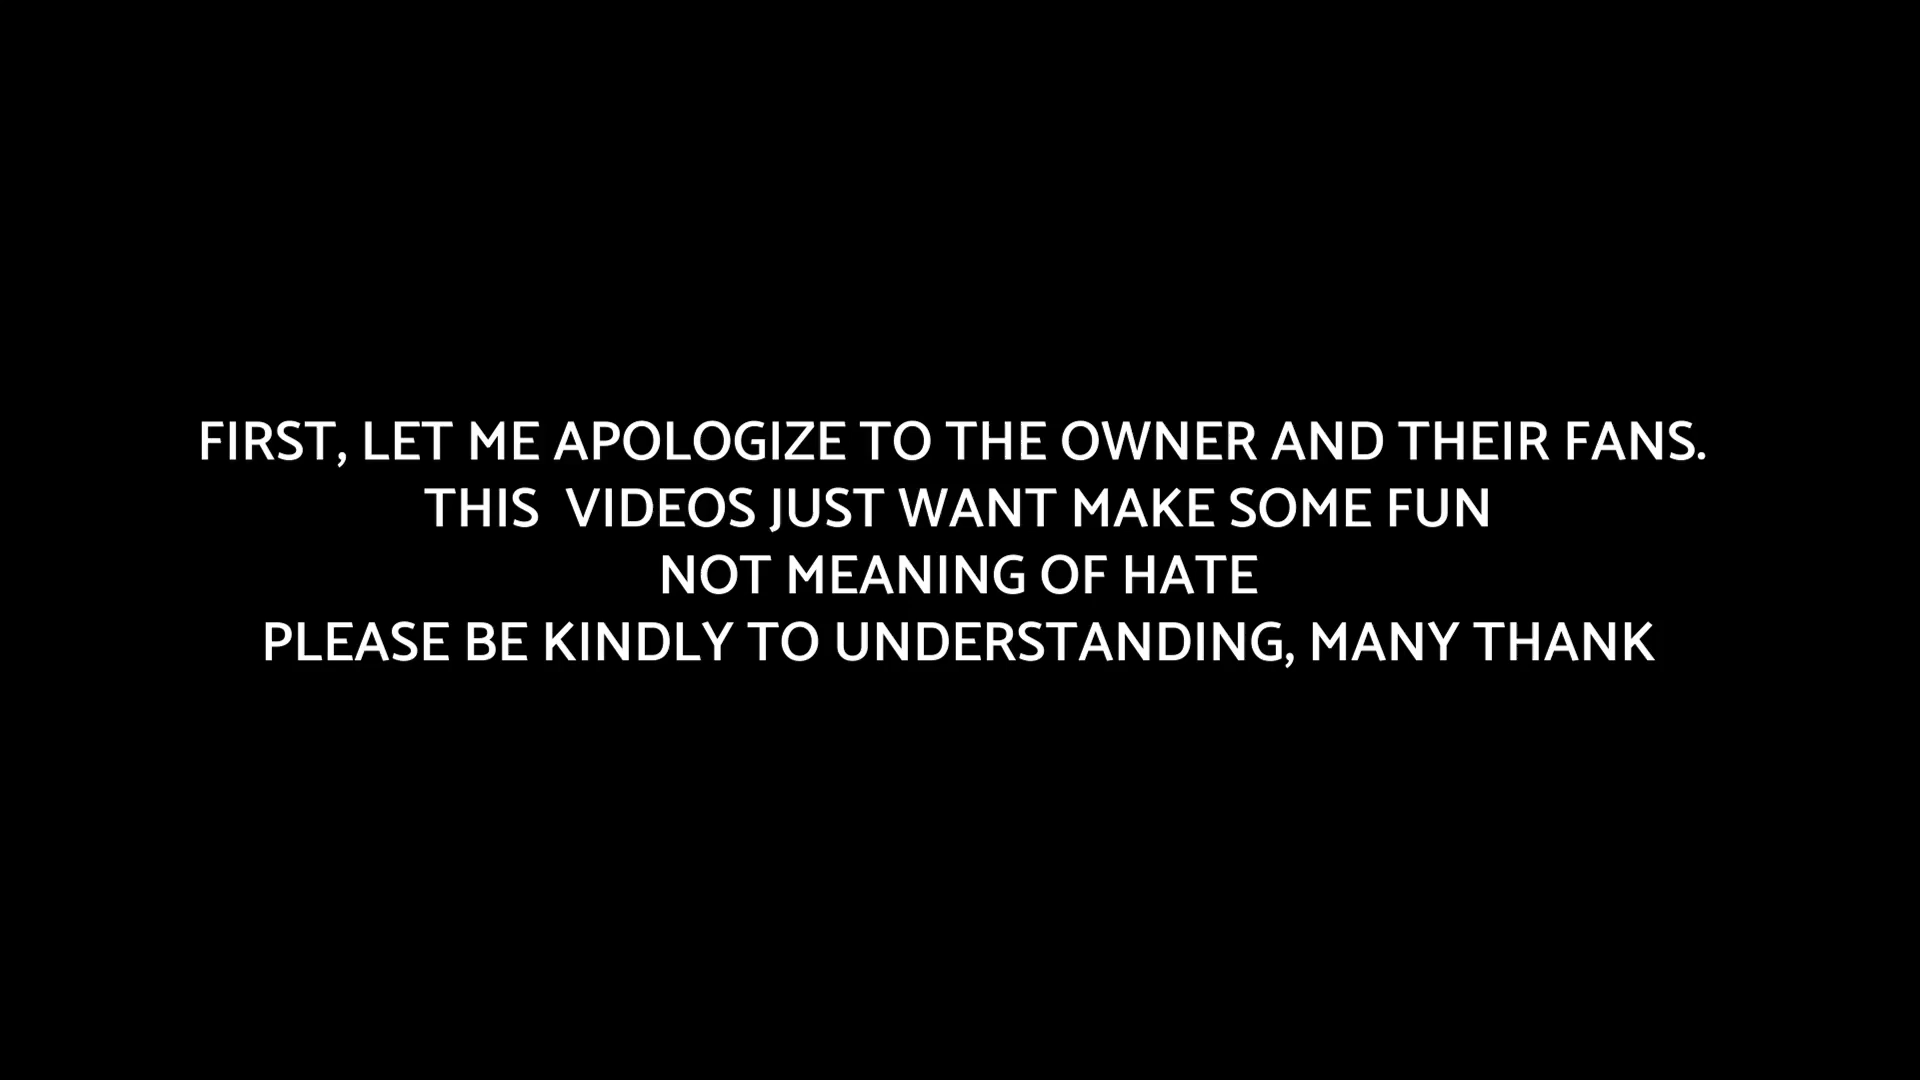 FIRST, LET ME APOLOGIZE TO THE OWNER AND THEIR FANS.
THIS  VIDEOS JUST WANT MAKE SOME FUN
NOT MEANING OF HATE
PLEASE BE KINDLY TO UNDERSTANDING, MANY THANK